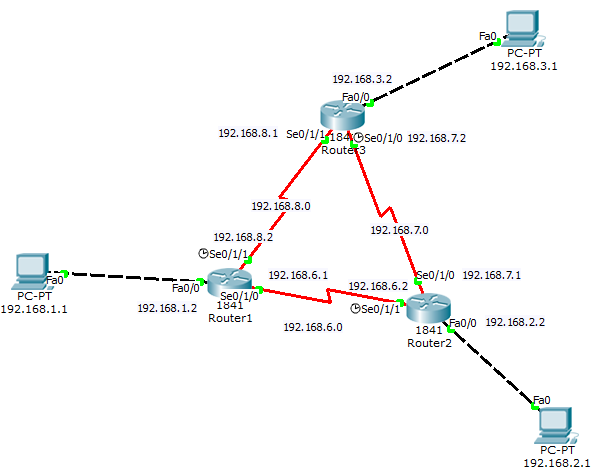 Fa0
PC-PT
192.168.3.1
192.168.3.2
Fa0/0
192.168.8.1
Se0/1/1
184
Se0/1/0
192.168.7.2
Router3
192.168.8.0
192.168.7.0
192.168.8.2
Se0/1/1
Fa0
PC-PT
192.168.1.1
Fa0/0
192.168.1.2
192.168.6.1
Se0/1/0
1841
Router1
192.168.6.0
192.168.6.2
Se0/1/0
192.168.7.1
Se0/1/1
1841
Router2
Fa0/0
192.168.2.2
Fa0
PC-PT
192.168.2.1